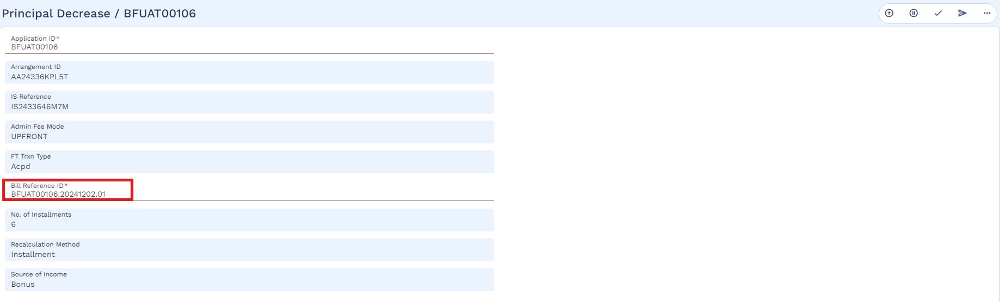 Principal Decrease / BFUAT00106
Application ID*
BFUAT00106
Arrangement ID
AA24336KPL5T
IS Reference
IS2433646M7M
Admin Fee Mode
UPFRONT
FT Trxn Type
Acpd
Bill Reference ID*
BFUAT00106.20241202.01
No. of Installments
6
Recalculation Method
Installment
Source of Income
Bonus